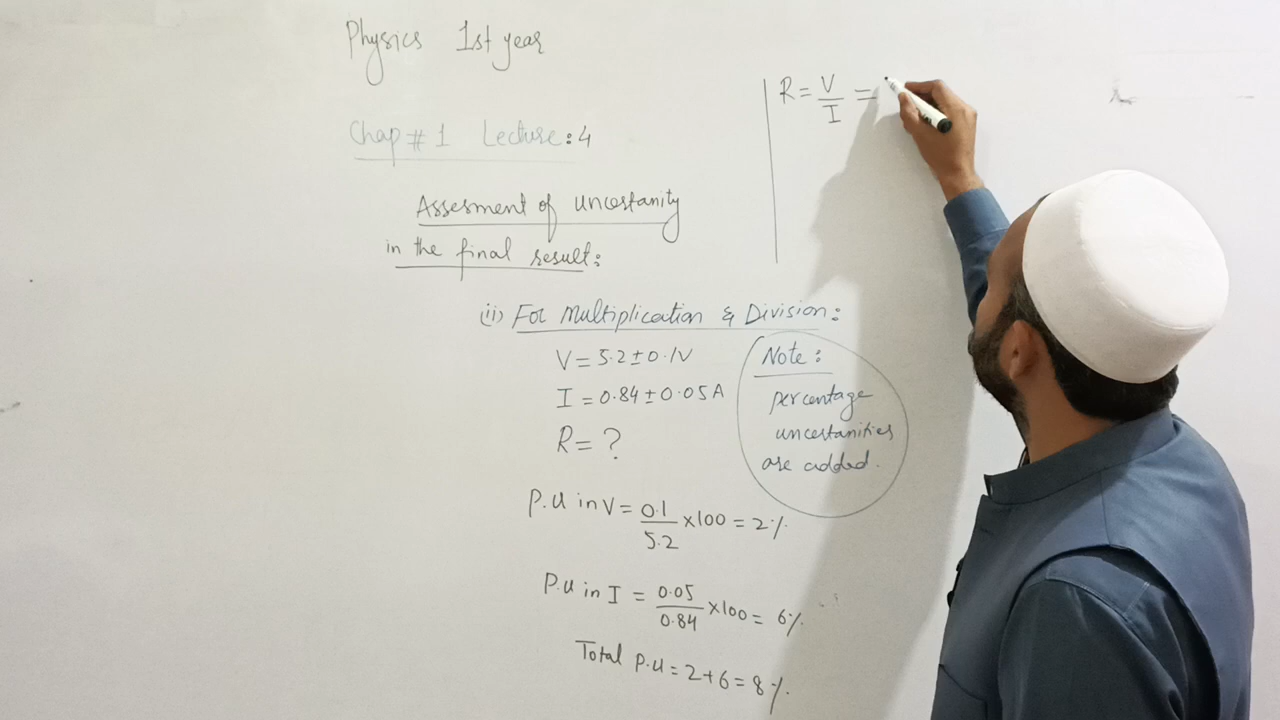 Physics 1st year
Chap # 1 Lecture: 4
Assesment of uncertanity
in the final result:
(ii) For Multiplication & Division:
V = 5.2 ± 0.1V
I = 0.84 ± 0.05A
R = ?
Note:
percentage
uncertanities
are added.
P.U in V = 0.1/5.2 × 100 = 2%
P.U in I = 0.05/0.84 × 100 = 6%
Total P.U = 2 + 6 = 8%
R = V/I =